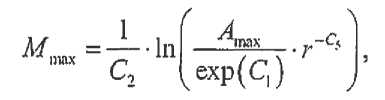 M_max = 1/C_2 · ln(A_max/exp(C_1) · r^{-C_5}),